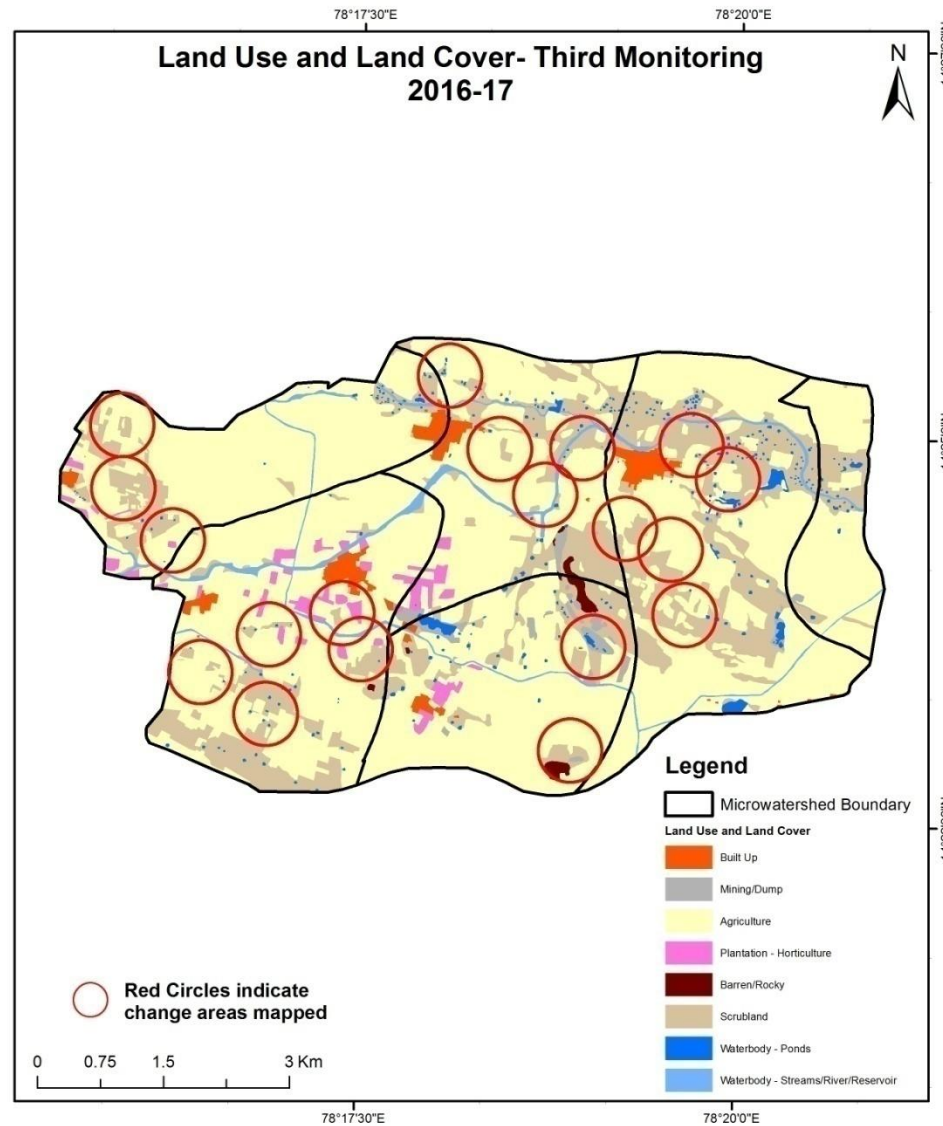 78°17'30"E 78°20'0"E
Land Use and Land Cover- Third Monitoring
2016-17
N
Legend
Microwatershed Boundary
Land Use and Land Cover
Built Up
Mining/Dump
Agriculture
Plantation - Horticulture
Barren/Rocky
Scrubland
Waterbody - Ponds
Waterbody - Streams/River/Reservoir
Red Circles indicate
change areas mapped
0 0.75 1.5 3 Km
78°17'30"E 78°20'0"E